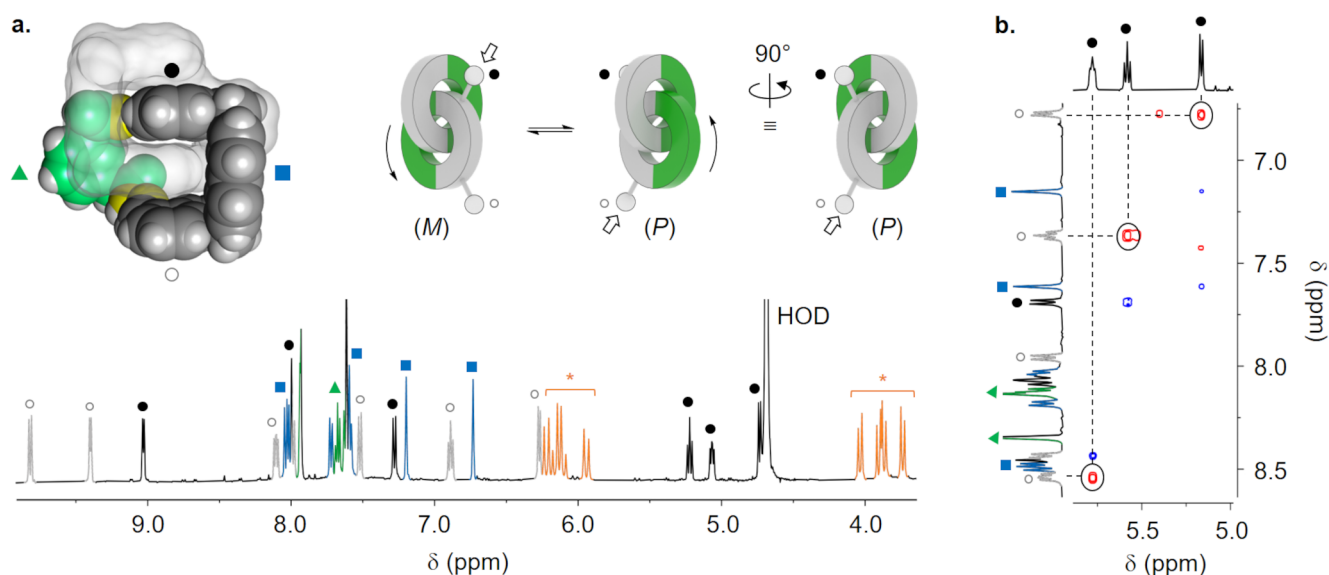 a.
90°
≡
(M)
(P)
(P)
HOD
*
*
9.0 8.0 7.0 6.0 5.0 4.0
δ (ppm)
b.
7.0
7.5
8.0
8.5
δ (ppm)
5.5 5.0
δ (ppm)